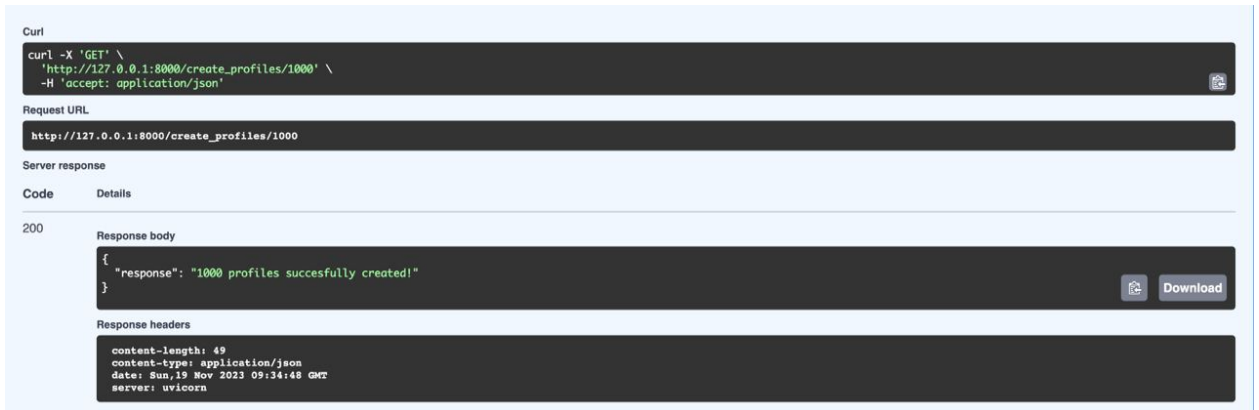 Curl
curl -X 'GET' \
'http://127.0.0.1:8000/create_profiles/1000' \
-H 'accept: application/json'
Request URL
http://127.0.0.1:8000/create_profiles/1000
Server response
Code Details
200
Response body
{
"response": "1000 profiles succesfully created!"
}
Download
Response headers
content-length: 49
content-type: application/json
date: Sun,19 Nov 2023 09:34:48 GMT
server: uvicorn